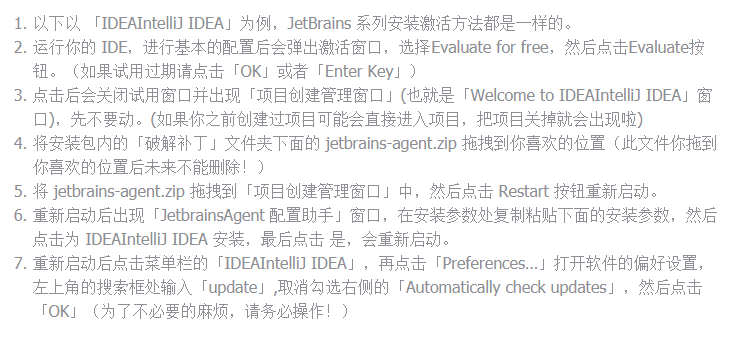 1. 以下以 「IDEAIntelliJ IDEA」为例，JetBrains 系列安装激活方法都是一样的。
2. 运行你的 IDE，进行基本的配置后会弹出激活窗口，选择Evaluate for free，然后点击Evaluate按
钮。（如果试用过期请点击「OK」或者「Enter Key」）
3. 点击后会关闭试用窗口并出现「项目创建管理窗口」(也就是「Welcome to IDEAIntelliJ IDEA」窗
口)，先不要动。(如果你之前创建过项目可能会直接进入项目，把项目关掉就会出现啦)
4. 将安装包内的「破解补丁」文件夹下面的 jetbrains-agent.zip 拖拽到你喜欢的位置（此文件你拖到
你喜欢的位置后未来不能删除！）
5. 将 jetbrains-agent.zip 拖拽到「项目创建管理窗口」中，然后点击 Restart 按钮重新启动。
6. 重新启动后出现「JetbrainsAgent 配置助手」窗口，在安装参数处复制粘贴下面的安装参数，然后
点击为 IDEAIntelliJ IDEA 安装，最后点击 是，会重新启动。
7. 重新启动后点击菜单栏的「IDEAIntelliJ IDEA」，再点击「Preferences...」打开软件的偏好设置，
左上角的搜索框处输入「update」,取消勾选右侧的「Automatically check updates」，然后点击
「OK」（为了不必要的麻烦，请务必操作！）